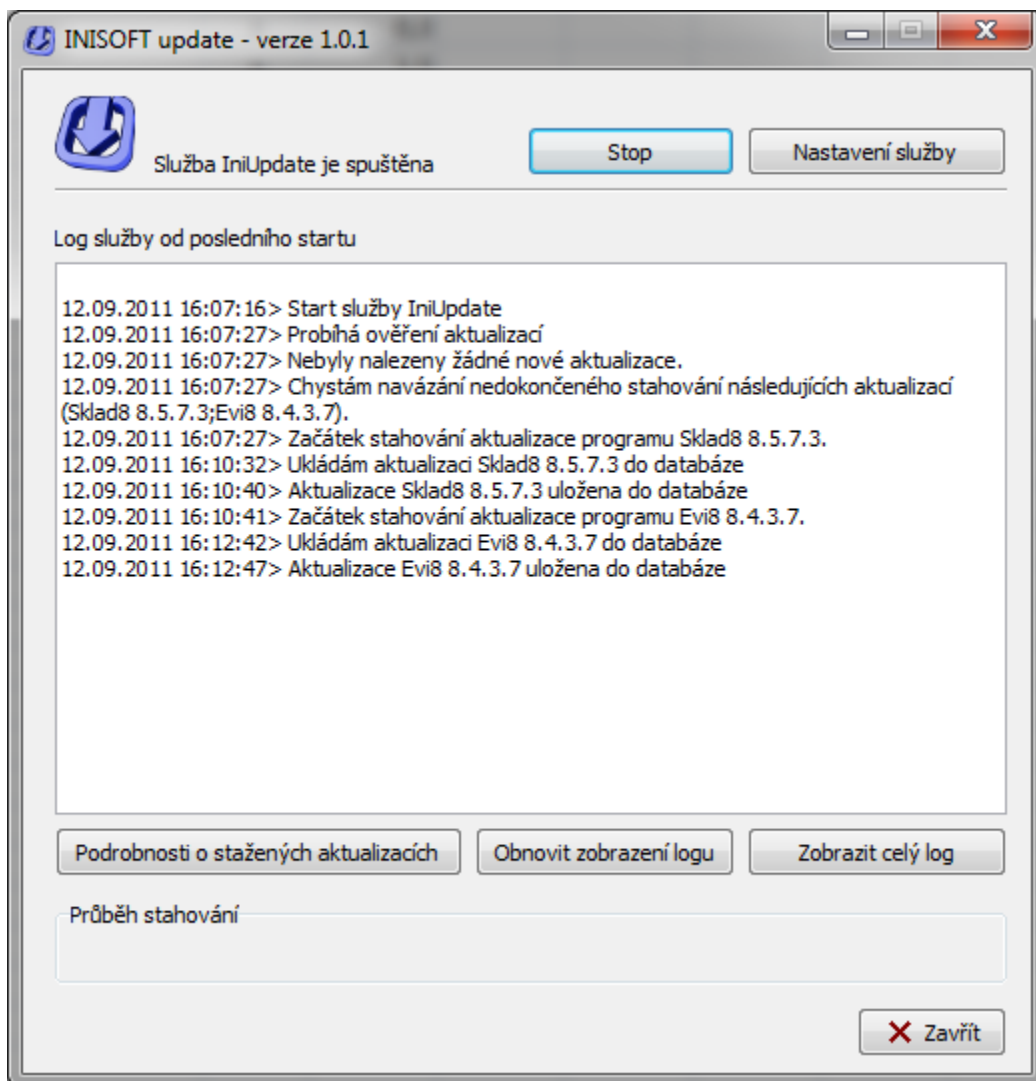 INISOFT update - verze 1.0.1
Služba IniUpdate je spuštěna
Stop
Nastavení služby
Log služby od posledního startu
12.09.2011 16:07:16> Start služby IniUpdate
12.09.2011 16:07:27> Probíhá ověření aktualizací
12.09.2011 16:07:27> Nebyly nalezeny žádné nové aktualizace.
12.09.2011 16:07:27> Chystám navázání nedokončeného stahování následujících aktualizací
(Sklad8 8.5.7.3;Evi8 8.4.3.7).
12.09.2011 16:07:27> Začátek stahování aktualizace programu Sklad8 8.5.7.3.
12.09.2011 16:10:32> Ukládám aktualizaci Sklad8 8.5.7.3 do databáze
12.09.2011 16:10:40> Aktualizace Sklad8 8.5.7.3 uložena do databáze
12.09.2011 16:10:41> Začátek stahování aktualizace programu Evi8 8.4.3.7.
12.09.2011 16:12:42> Ukládám aktualizaci Evi8 8.4.3.7 do databáze
12.09.2011 16:12:47> Aktualizace Evi8 8.4.3.7 uložena do databáze
Podrobnosti o stažených aktualizacích
Obnovit zobrazení logu
Zobrazit celý log
Průběh stahování
Zavřít